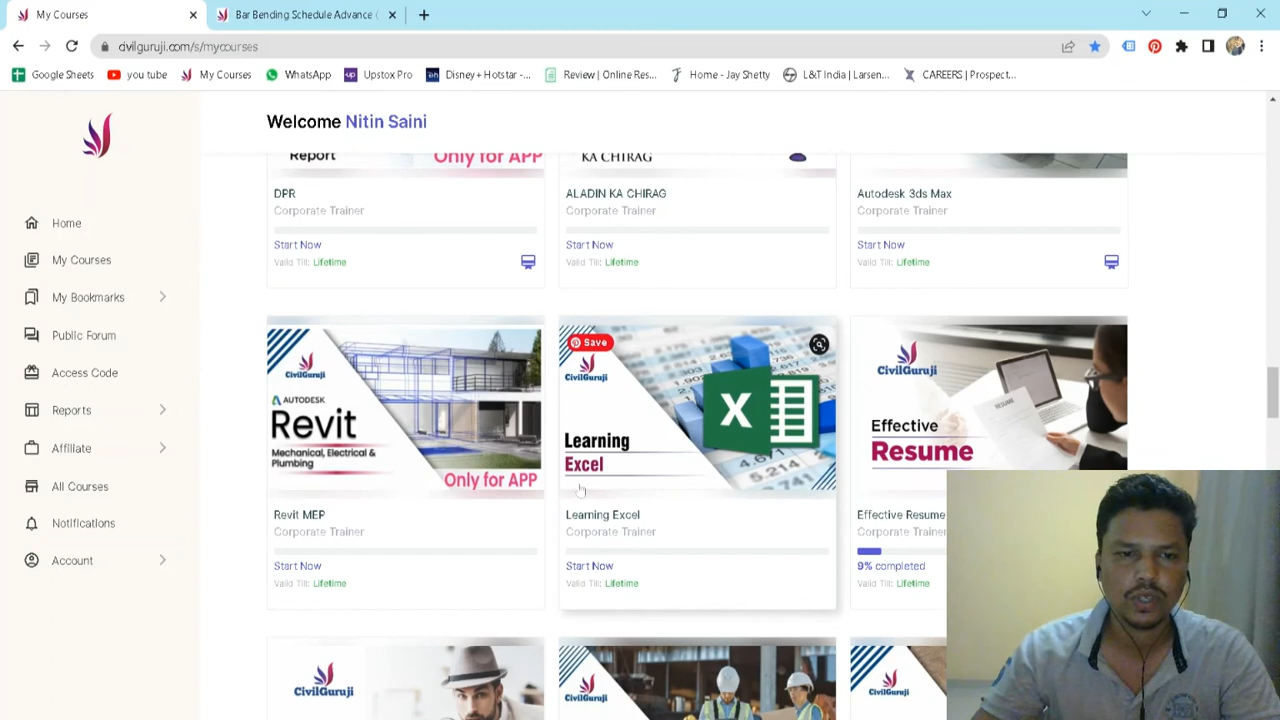 My Courses
Bar Bending Schedule Advance (
civilguruji.com/s/mycourses
Google Sheets
you tube
My Courses
WhatsApp
Upstox Pro
Disney+ Hotstar -...
Review | Online Res...
Home - Jay Shetty
L&T India | Larsen...
CAREERS | Prospect...
Welcome Nitin Saini
Home
My Courses
My Bookmarks
Public Forum
Access Code
Reports
Affiliate
All Courses
Notifications
Account
Report
Only for APP
KA CHIRAG
DPR
Corporate Trainer
Start Now
Valid Till: Lifetime
ALADIN KA CHIRAG
Corporate Trainer
Start Now
Valid Till: Lifetime
Autodesk 3ds Max
Corporate Trainer
Start Now
Valid Till: Lifetime
CivilGuruji
AUTODESK
Revit
Mechanical, Electrical &
Plumbing
Only for APP
Revit MEP
Corporate Trainer
Start Now
Valid Till: Lifetime
Save
CivilGuruji
Learning
Excel
Learning Excel
Corporate Trainer
Start Now
Valid Till: Lifetime
CivilGuruji
Effective
Resume
Effective Resume
Corporate Trainer
9% completed
Valid Till: Lifetime
CivilGuruji
CivilGuruji
CivilGuruji